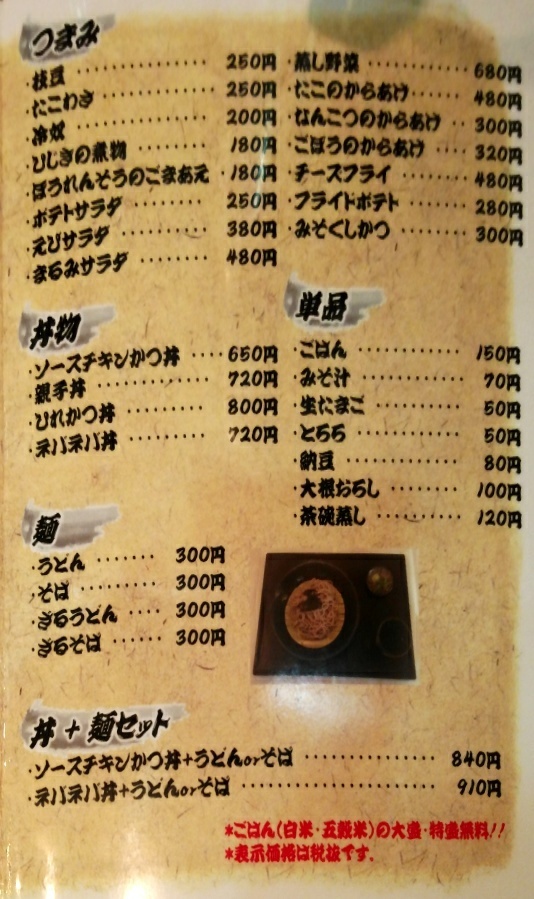 つまみ
・枝豆 ・・・・・・・・・・・ 250円
・たこわさ ・・・・・・・・・ 250円
・冷奴 ・・・・・・・・・・・ 200円
・ひじきの煮物 ・・・・・・・ 180円
・ほうれんそうのごまあえ ・ 180円
・ポテトサラダ ・・・・・・・ 250円
・えびサラダ ・・・・・・・・ 380円
・まるみサラダ ・・・・・・・ 480円
・蒸し野菜 ・・・・・・・・・ 680円
・たこのからあげ ・・・・・・ 480円
・なんこつのからあげ ・・ 300円
・ごぼうのからあげ ・・・・ 320円
・チーズフライ ・・・・・・・ 480円
・フライドポテト ・・・・・・ 280円
・みそくしかつ ・・・・・・・ 300円
丼物
・ソースチキンかつ丼 ・・・・ 650円
・親子丼 ・・・・・・・・・・ 720円
・ひれかつ丼 ・・・・・・・・ 800円
・ネバネバ丼 ・・・・・・・・ 720円
単品
・ごはん ・・・・・・・・・・ 150円
・みそ汁 ・・・・・・・・・・ 70円
・生たまご ・・・・・・・・・ 50円
・とろろ ・・・・・・・・・・ 50円
・納豆 ・・・・・・・・・・・ 80円
・大根おろし ・・・・・・・・ 100円
・茶碗蒸し ・・・・・・・・・ 120円
麺
・うどん ・・・・・・・ 300円
・そば ・・・・・・・・ 300円
・ざるうどん ・・・・ 300円
・ざるそば ・・・・・・ 300円
丼+麺セット
・ソースチキンかつ丼+うどんorそば ・・・・・・・・・・・・・ 840円
・ネバネバ丼+うどんorそば ・・・・・・・・・・・・・・・・・・ 910円
*ごはん(白米・五穀米)の大盛・特盛無料!!
*表示価格は税抜です.